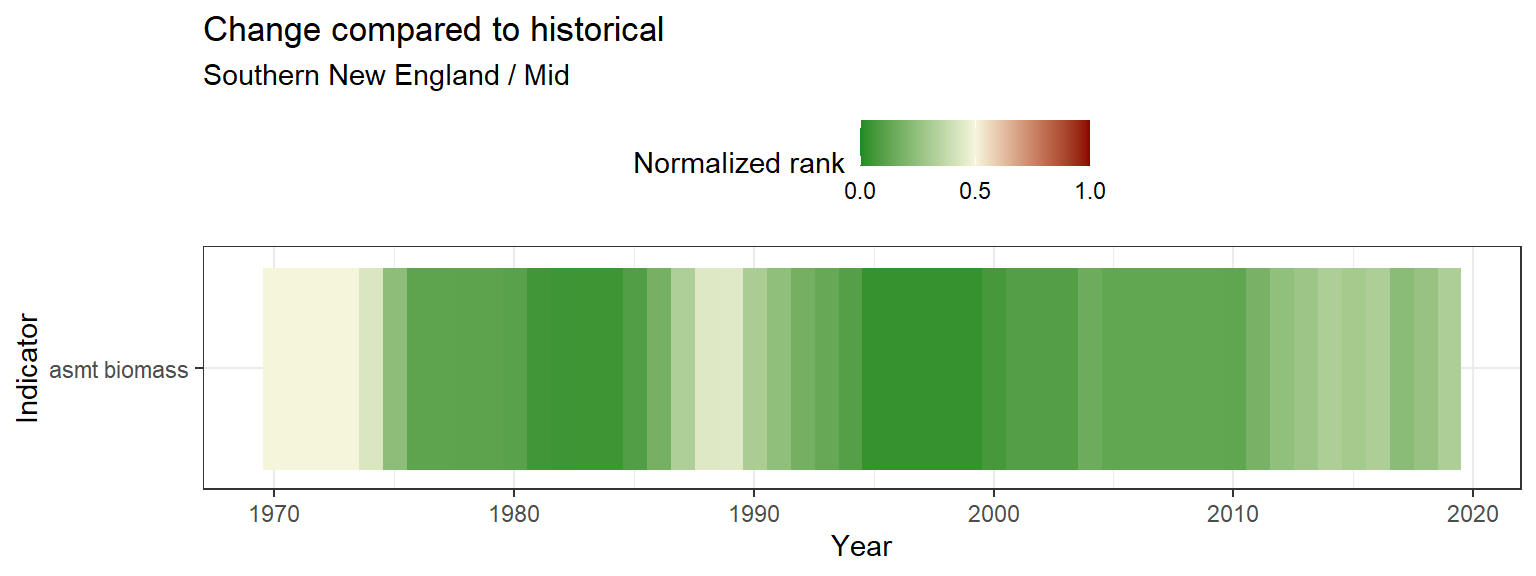 Change compared to historical
Southern New England / Mid
Normalized rank
0.0 0.5 1.0
Indicator
asmt biomass
1970 1980 1990 2000 2010 2020
Year